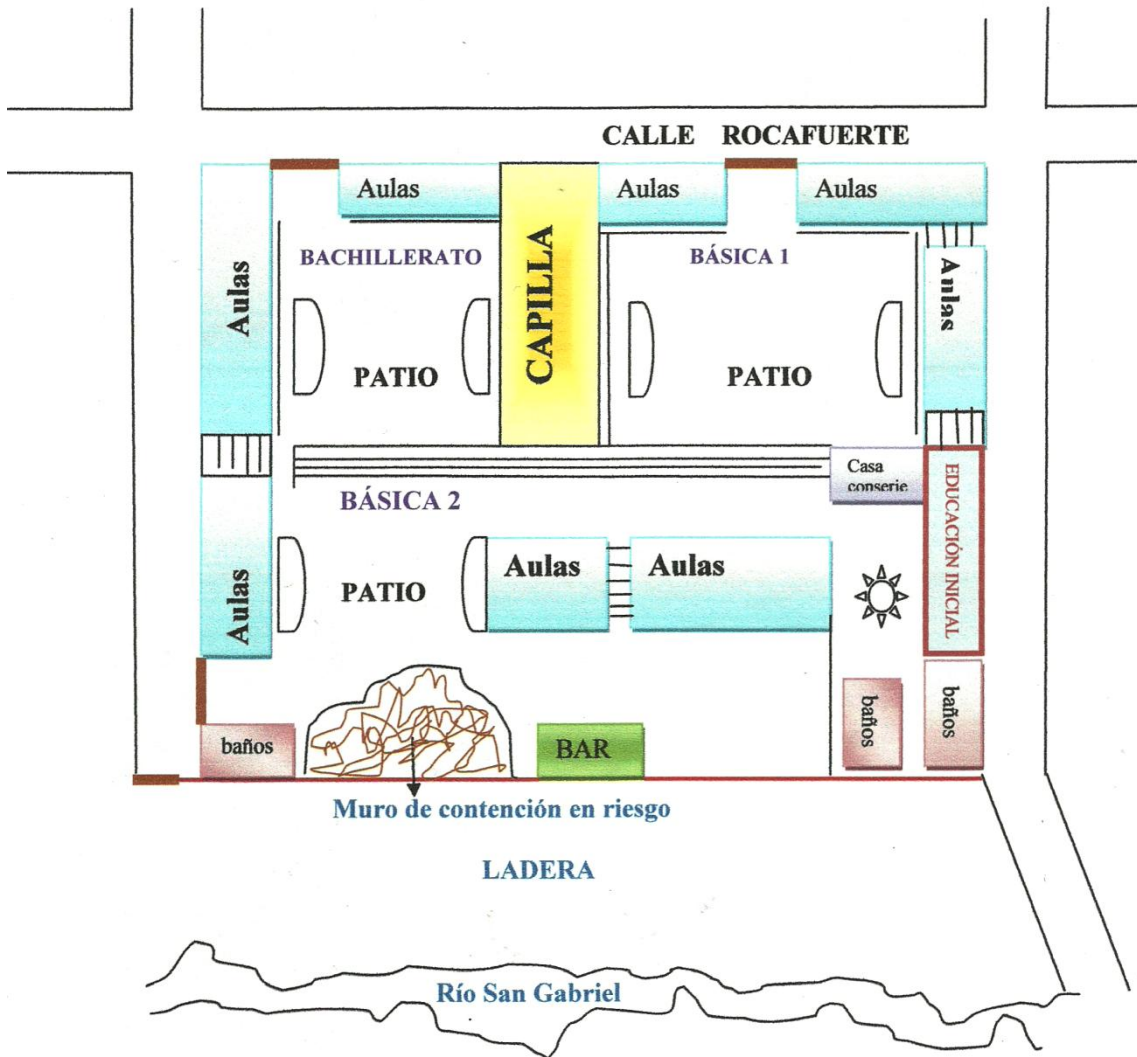 CALLE ROCAFUERTE
Aulas
Aulas
Aulas
BACHILLERATO
CAPILLA
BÁSICA 1
Aulas
Aulas
PATIO
PATIO
Casa
conserje
BÁSICA 2
EDUCACIÓN INICIAL
Aulas
Aulas
Aulas
PATIO
baños
BAR
baños
baños
Muro de contención en riesgo
LADERA
Río San Gabriel